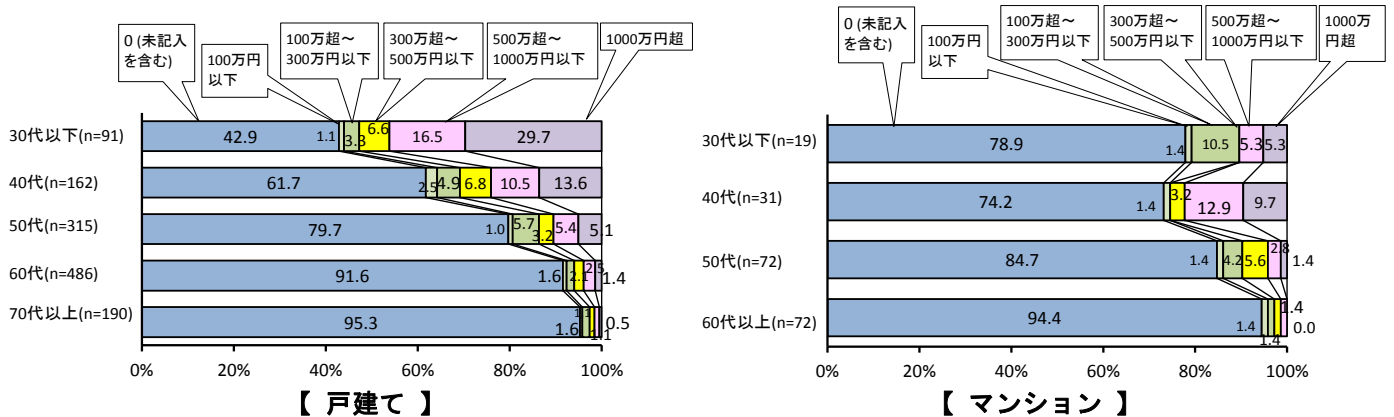 0 (未記入
を含む)
100万円
以下
100万超～
300万円以下
300万超～
500万円以下
500万超～
1000万円以下
1000万円超
30代以下(n=91)
42.9
1.1
3.3
6.6
16.5
29.7
40代(n=162)
61.7
2.5
4.9
6.8
10.5
13.6
50代(n=315)
79.7
1.0
5.7
3.2
5.4
5.1
60代(n=486)
91.6
1.6
2.1
2.5
1.4
70代以上(n=190)
95.3
1.6
1.1
1.1
0.5
0%
20%
40%
60%
80%
100%
【 戸建て 】
0 (未記入
を含む)
100万円
以下
100万超～
300万円以下
300万超～
500万円以下
500万超～
1000万円以下
1000万
円超
30代以下(n=19)
78.9
1.4
10.5
5.3
5.3
40代(n=31)
74.2
1.4
3.2
12.9
9.7
50代(n=72)
84.7
1.4
4.2
5.6
2.8
1.4
60代以上(n=72)
94.4
1.4
1.4
1.4
0.0
0%
20%
40%
60%
80%
100%
【 マンション 】